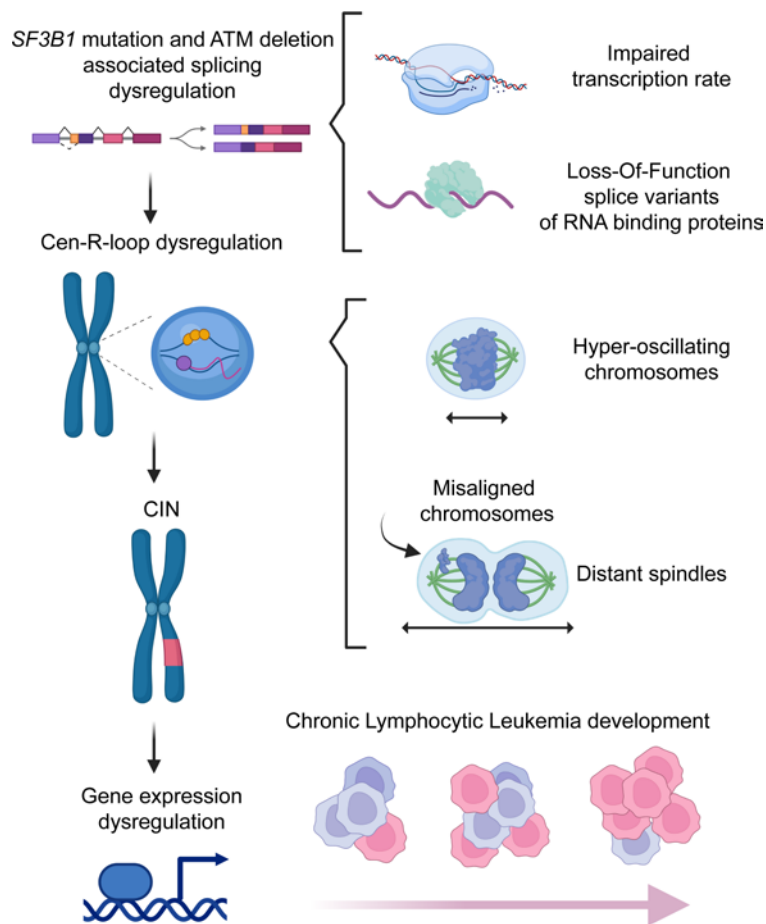 SF3B1 mutation and ATM deletion
associated splicing
dysregulation
Impaired
transcription rate
Loss-Of-Function
splice variants
of RNA binding proteins
Cen-R-loop dysregulation
Hyper-oscillating
chromosomes
CIN
Misaligned
chromosomes
Distant spindles
Chronic Lymphocytic Leukemia development
Gene expression
dysregulation